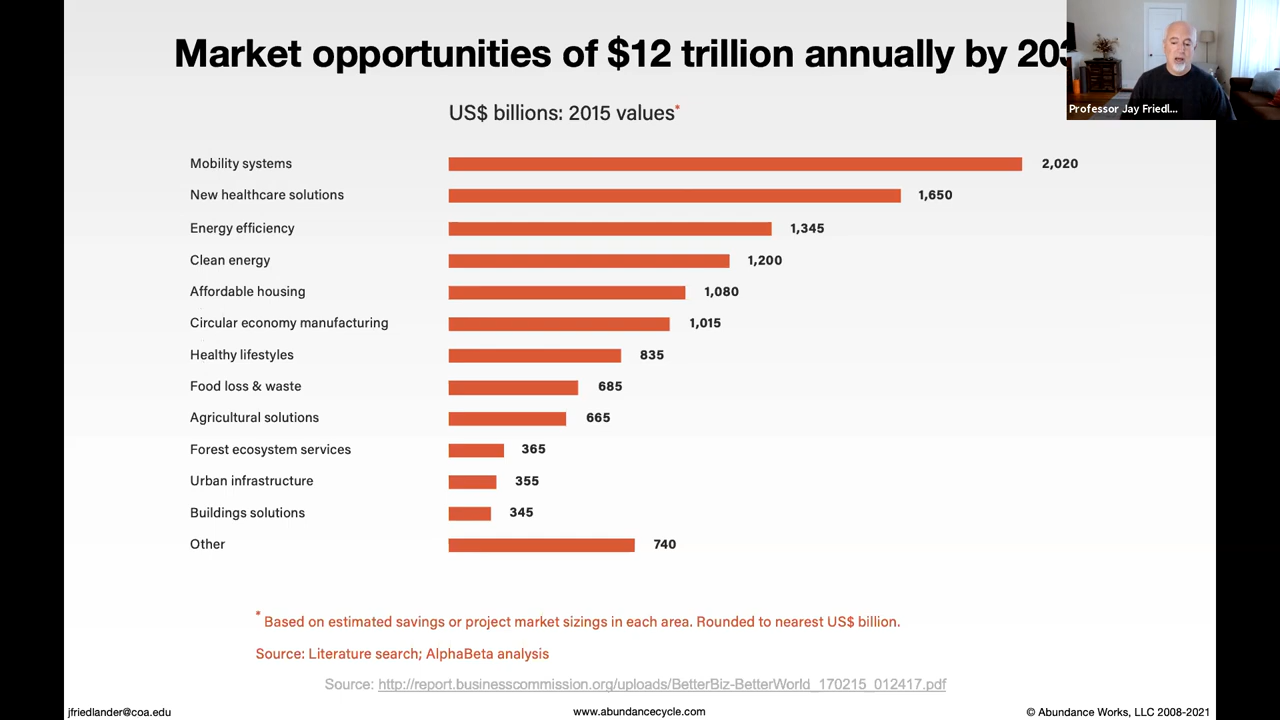 Market opportunities of $12 trillion annually by
US$ billions: 2015 values*
Professor Jay Friedl...
Mobility systems 2,020
New healthcare solutions 1,650
Energy efficiency 1,345
Clean energy 1,200
Affordable housing 1,080
Circular economy manufacturing 1,015
Healthy lifestyles 835
Food loss & waste 685
Agricultural solutions 665
Forest ecosystem services 365
Urban infrastructure 355
Buildings solutions 345
Other 740
* Based on estimated savings or project market sizings in each area. Rounded to nearest US$ billion.
Source: Literature search; AlphaBeta analysis
Source: http://report.businesscommission.org/uploads/BetterBiz-BetterWorld_170215_012417.pdf
jfriedlander@coa.edu www.abundancecycle.com © Abundance Works, LLC 2008-2021